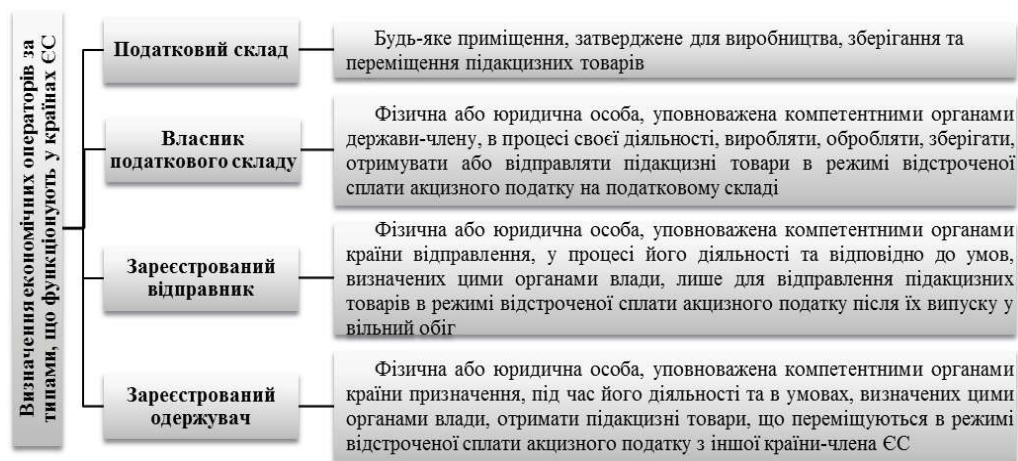 Визначення економічних операторів за
типами, що функціонують у країнах ЄС
Податковий склад
Будь-яке приміщення, затверджене для виробництва, зберігання та
переміщення підакцизних товарів
Власник
податкового складу
Фізична або юридична особа, уповноважена компетентними органами
держави-члену, в процесі своєї діяльності, виробляти, обробляти, зберігати,
отримувати або відправляти підакцизні товари в режимі відстроченої
сплати акцизного податку на податковому складі
Зареєстрований
відправник
Фізична або юридична особа, уповноважена компетентними органами
країни відправлення, у процесі його діяльності та відповідно до умов,
визначених цими органами влади, лише для відправлення підакцизних
товарів в режимі відстроченої сплати акцизного податку після їх випуску у
вільний обіг
Зареєстрований
одержувач
Фізична або юридична особа, уповноважена компетентними органами
країни призначення, під час його діяльності та в умовах, визначених цими
органами влади, отримати підакцизні товари, що переміщуються в режимі
відстроченої сплати акцизного податку з іншої країни-члена ЄС